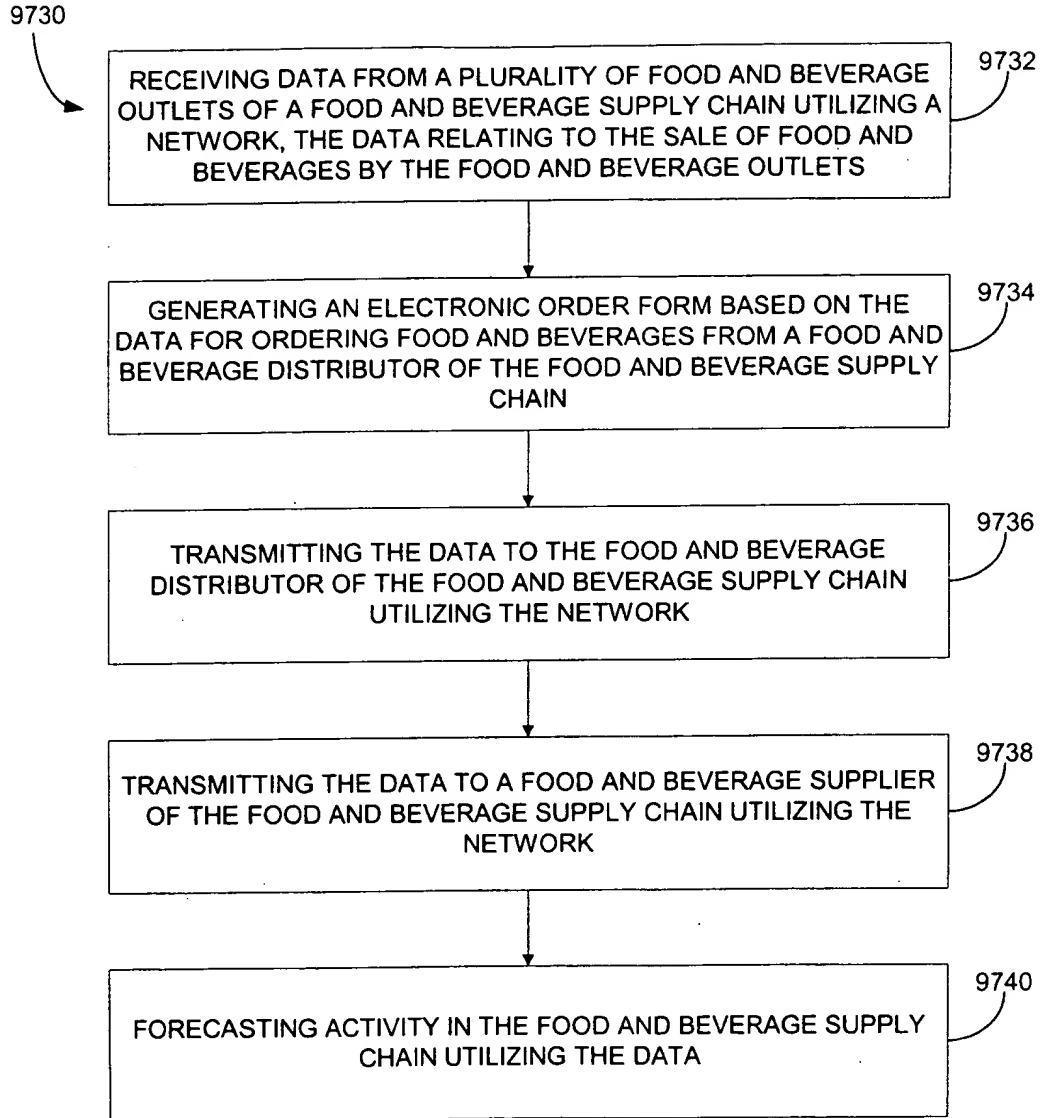 9730
RECEIVING DATA FROM A PLURALITY OF FOOD AND BEVERAGE
OUTLETS OF A FOOD AND BEVERAGE SUPPLY CHAIN UTILIZING A
NETWORK, THE DATA RELATING TO THE SALE OF FOOD AND
BEVERAGES BY THE FOOD AND BEVERAGE OUTLETS
9732
GENERATING AN ELECTRONIC ORDER FORM BASED ON THE
DATA FOR ORDERING FOOD AND BEVERAGES FROM A FOOD AND
BEVERAGE DISTRIBUTOR OF THE FOOD AND BEVERAGE SUPPLY
CHAIN
9734
TRANSMITTING THE DATA TO THE FOOD AND BEVERAGE
DISTRIBUTOR OF THE FOOD AND BEVERAGE SUPPLY CHAIN
UTILIZING THE NETWORK
9736
TRANSMITTING THE DATA TO A FOOD AND BEVERAGE SUPPLIER
OF THE FOOD AND BEVERAGE SUPPLY CHAIN UTILIZING THE
NETWORK
9738
FORECASTING ACTIVITY IN THE FOOD AND BEVERAGE SUPPLY
CHAIN UTILIZING THE DATA
9740